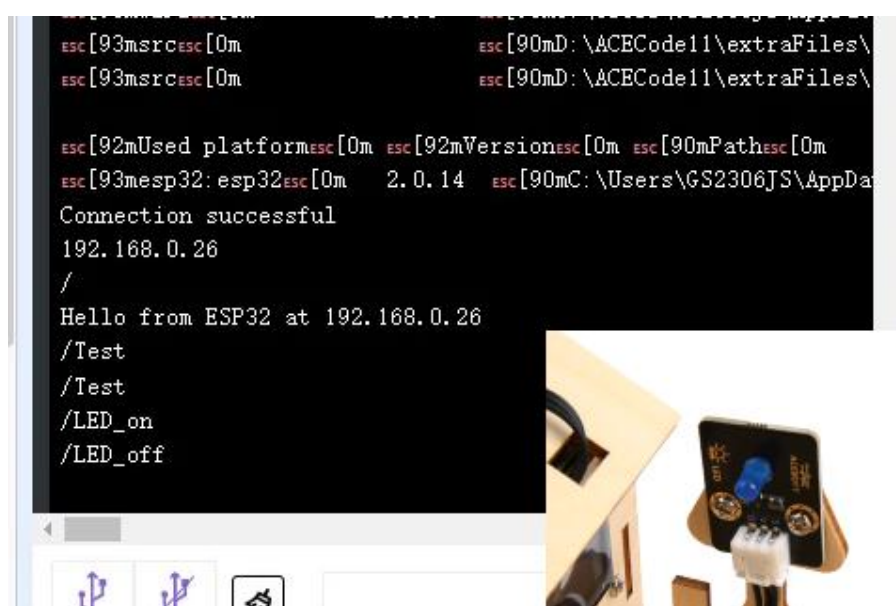 ESC[93msrcESC[0m ESC[90mD:\ACECode11\extraFiles\
ESC[93msrcESC[0m ESC[90mD:\ACECode11\extraFiles\
ESC[92mUsed platformESC[0m ESC[92mVersionESC[0m ESC[90mPathESC[0m
ESC[93mesp32:esp32ESC[0m 2.0.14 ESC[90mC:\Users\GS2306JS\AppDa
Connection successful
192.168.0.26
/
Hello from ESP32 at 192.168.0.26
/Test
/Test
/LED_on
/LED_off
LED